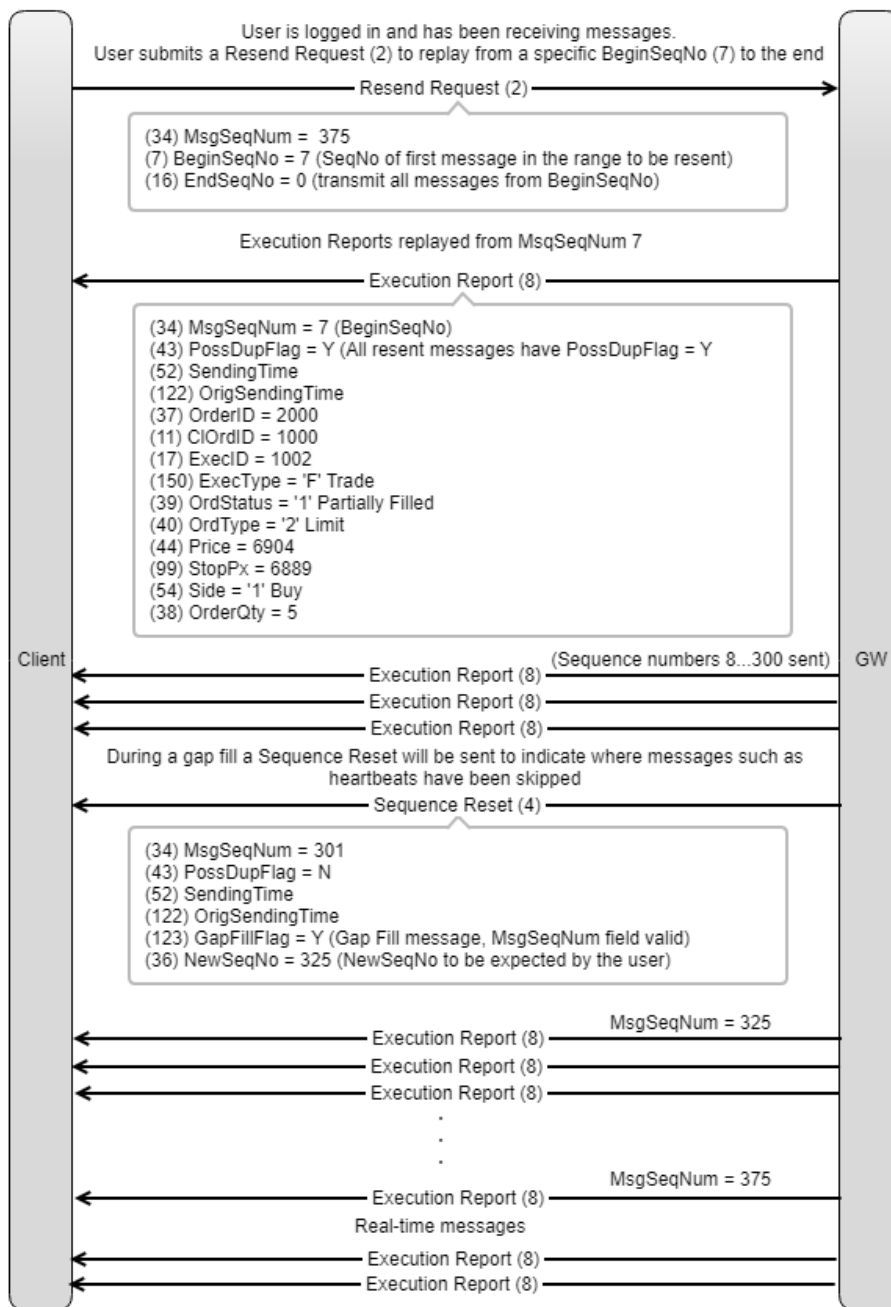 User is logged in and has been receiving messages.
User submits a Resend Request (2) to replay from a specific BeginSeqNo (7) to the end
Resend Request (2)
(34) MsgSeqNum = 375
(7) BeginSeqNo = 7 (SeqNo of first message in the range to be resent)
(16) EndSeqNo = 0 (transmit all messages from BeginSeqNo)
Execution Reports replayed from MsqSeqNum 7
Execution Report (8)
(34) MsgSeqNum = 7 (BeginSeqNo)
(43) PossDupFlag = Y (All resent messages have PossDupFlag = Y
(52) SendingTime
(122) OrigSendingTime
(37) OrderID = 2000
(11) ClOrdID = 1000
(17) ExecID = 1002
(150) ExecType = 'F' Trade
(39) OrdStatus = '1' Partially Filled
(40) OrdType = '2' Limit
(44) Price = 6904
(99) StopPx = 6889
(54) Side = '1' Buy
(38) OrderQty = 5
Client
GW
(Sequence numbers 8...300 sent)
Execution Report (8)
Execution Report (8)
Execution Report (8)
During a gap fill a Sequence Reset will be sent to indicate where messages such as
heartbeats have been skipped
Sequence Reset (4)
(34) MsgSeqNum = 301
(43) PossDupFlag = N
(52) SendingTime
(122) OrigSendingTime
(123) GapFillFlag = Y (Gap Fill message, MsgSeqNum field valid)
(36) NewSeqNo = 325 (NewSeqNo to be expected by the user)
MsgSeqNum = 325
Execution Report (8)
Execution Report (8)
Execution Report (8)
.
.
.
MsgSeqNum = 375
Execution Report (8)
Real-time messages
Execution Report (8)
Execution Report (8)